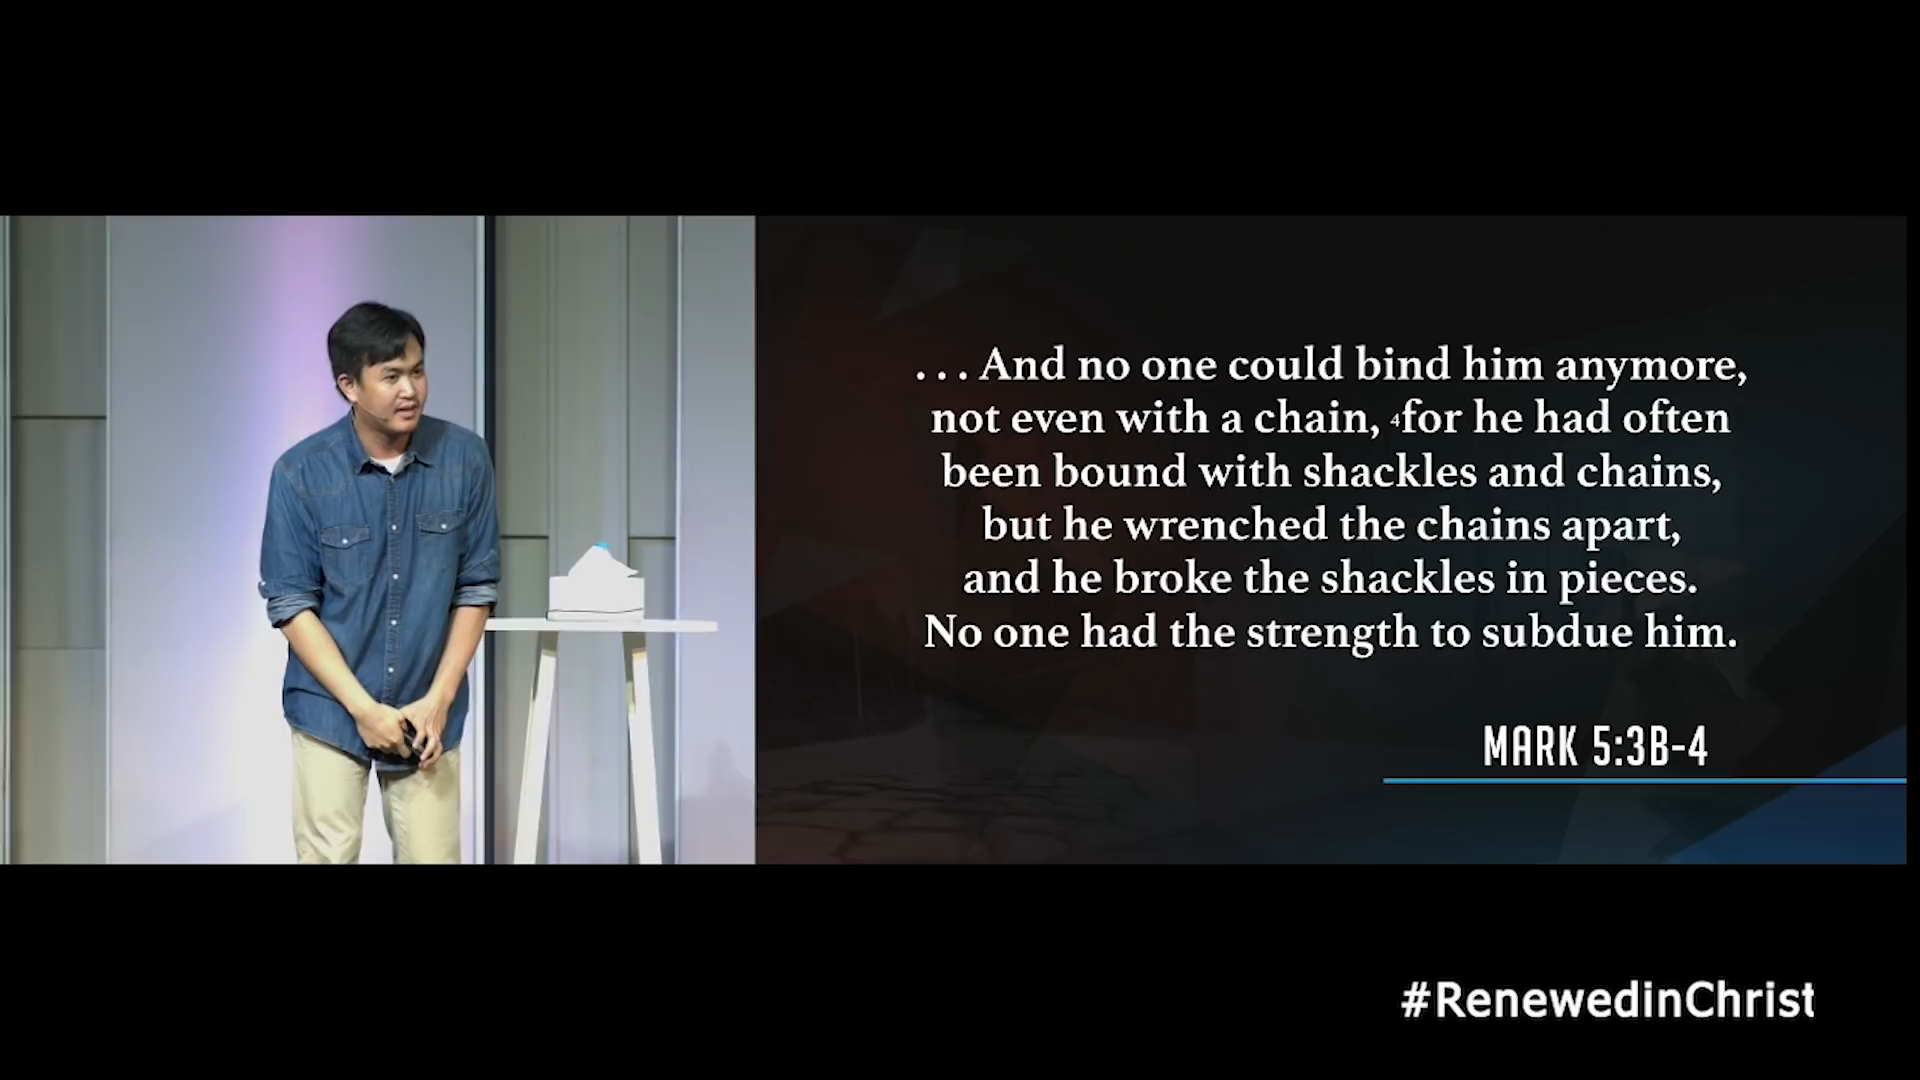 . . . And no one could bind him anymore,
not even with a chain, 4for he had often
been bound with shackles and chains,
but he wrenched the chains apart,
and he broke the shackles in pieces.
No one had the strength to subdue him.
MARK 5:3B-4
#RenewedinChrist